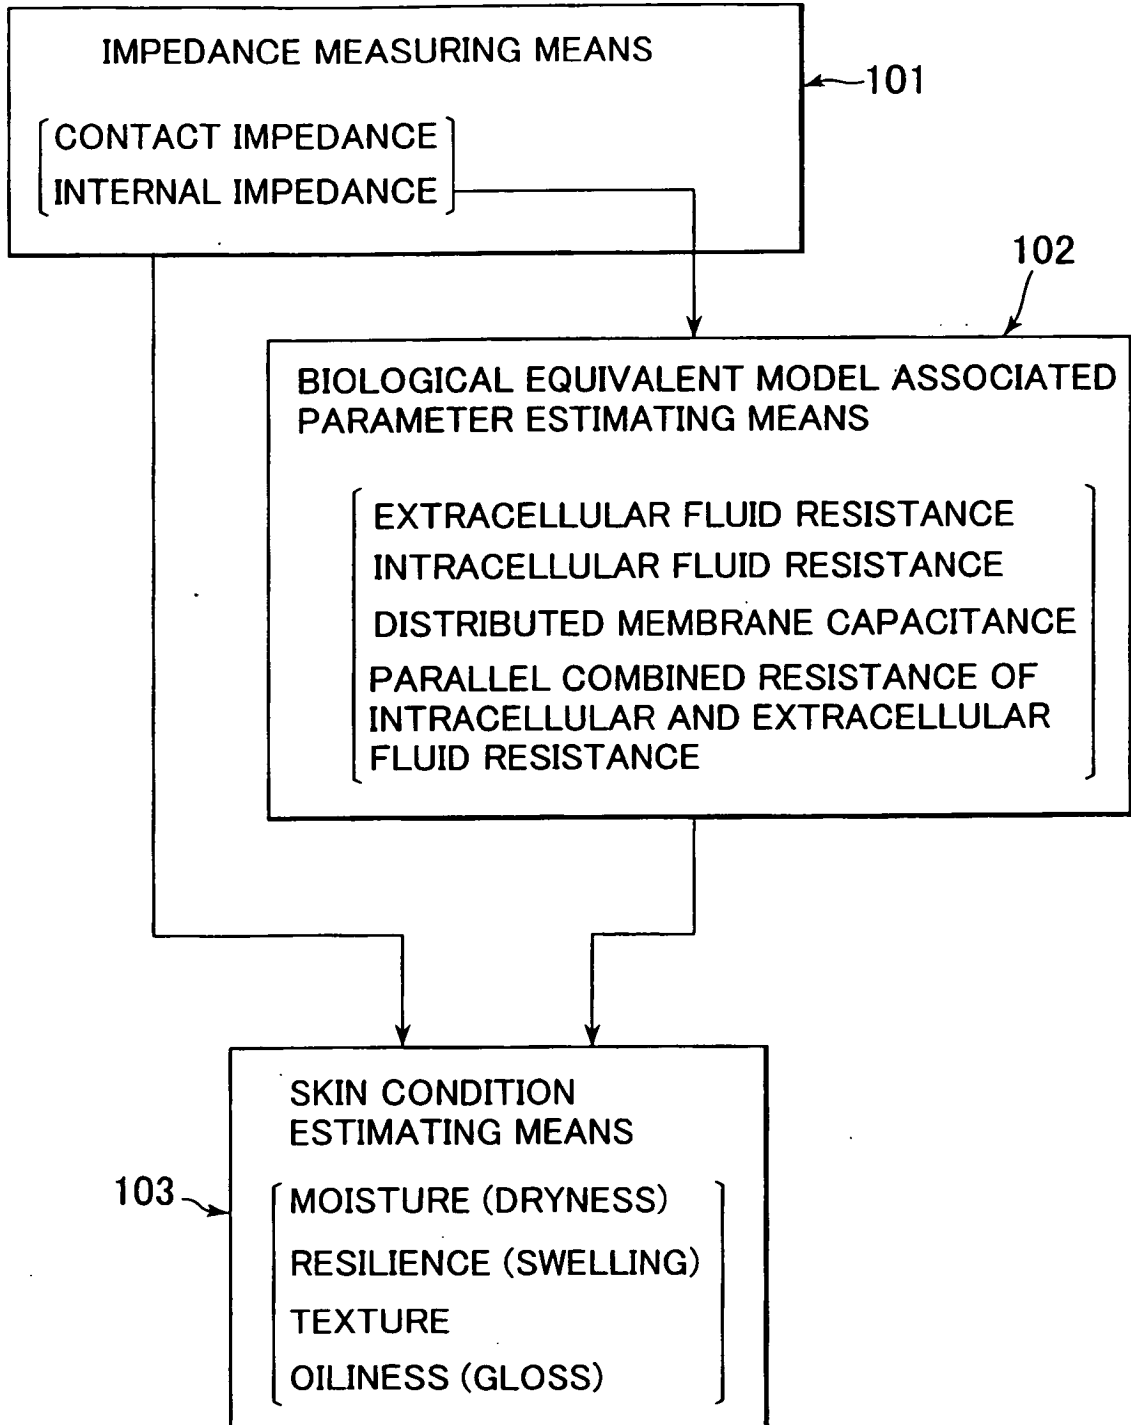 IMPEDANCE MEASURING MEANS
101
CONTACT IMPEDANCE
INTERNAL IMPEDANCE
102
BIOLOGICAL EQUIVALENT MODEL ASSOCIATED
PARAMETER ESTIMATING MEANS
EXTRACELLULAR FLUID RESISTANCE
INTRACELLULAR FLUID RESISTANCE
DISTRIBUTED MEMBRANE CAPACITANCE
PARALLEL COMBINED RESISTANCE OF
INTRACELLULAR AND EXTRACELLULAR
FLUID RESISTANCE
SKIN CONDITION
ESTIMATING MEANS
103
MOISTURE (DRYNESS)
RESILIENCE (SWELLING)
TEXTURE
OILINESS (GLOSS)